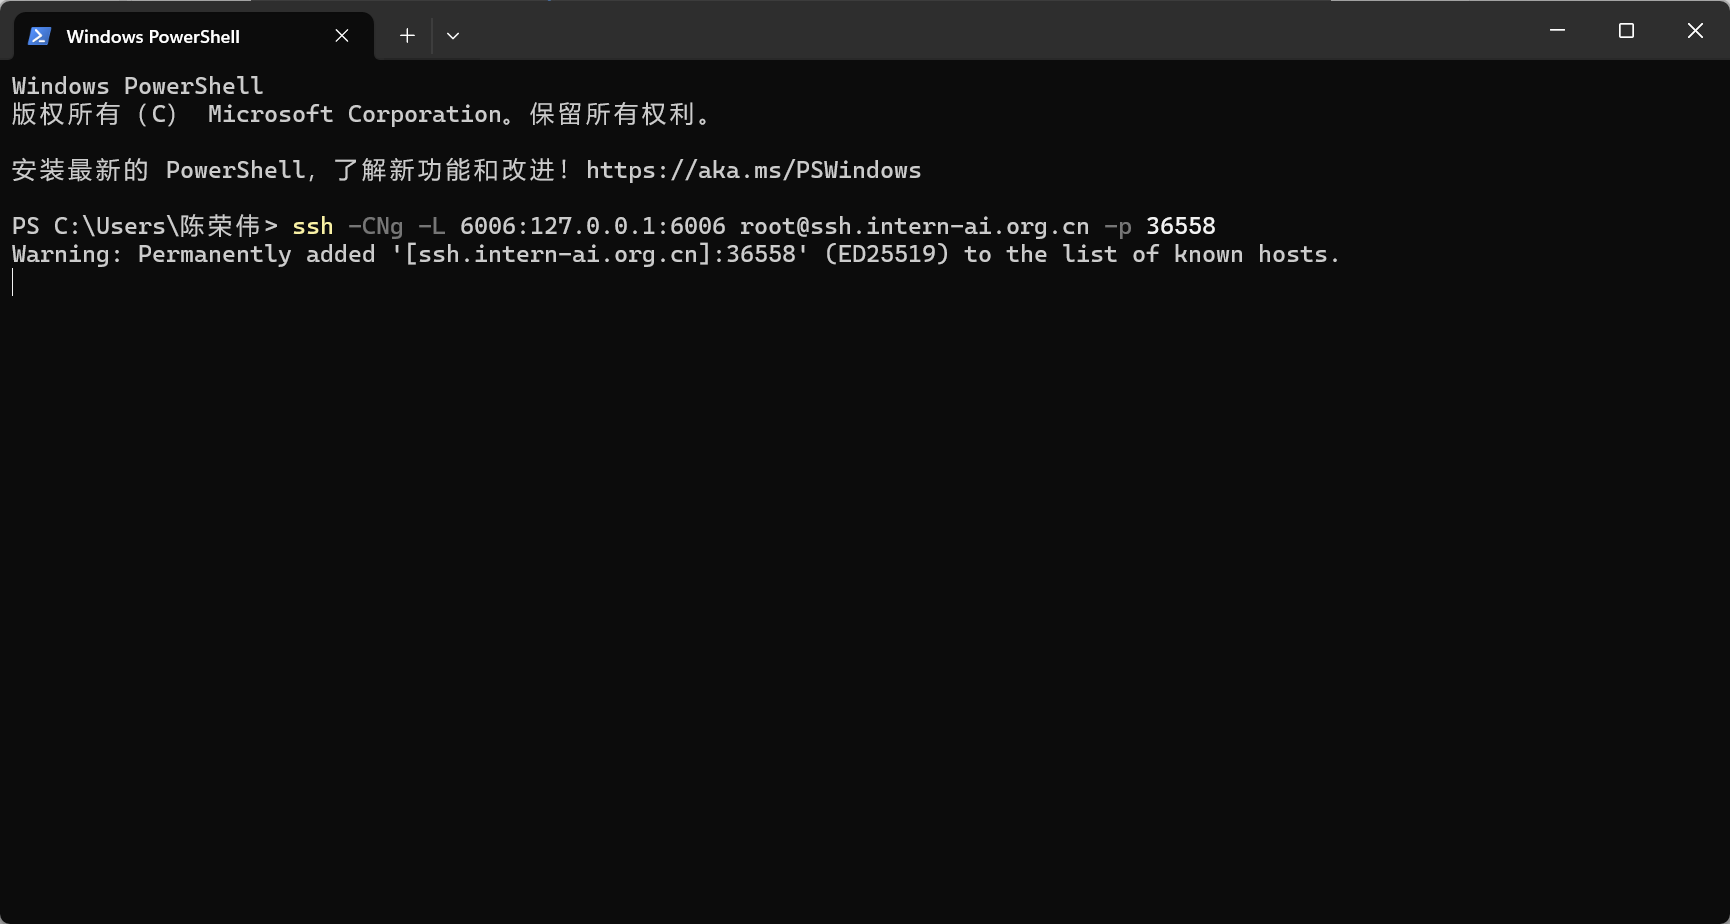 Windows PowerShell
Windows PowerShell
版权所有（C） Microsoft Corporation。保留所有权利。
安装最新的 PowerShell，了解新功能和改进！https://aka.ms/PSWindows
PS C:\Users\陈荣伟> ssh -CNg -L 6006:127.0.0.1:6006 root@ssh.intern-ai.org.cn -p 36558
Warning: Permanently added '[ssh.intern-ai.org.cn]:36558' (ED25519) to the list of known hosts.